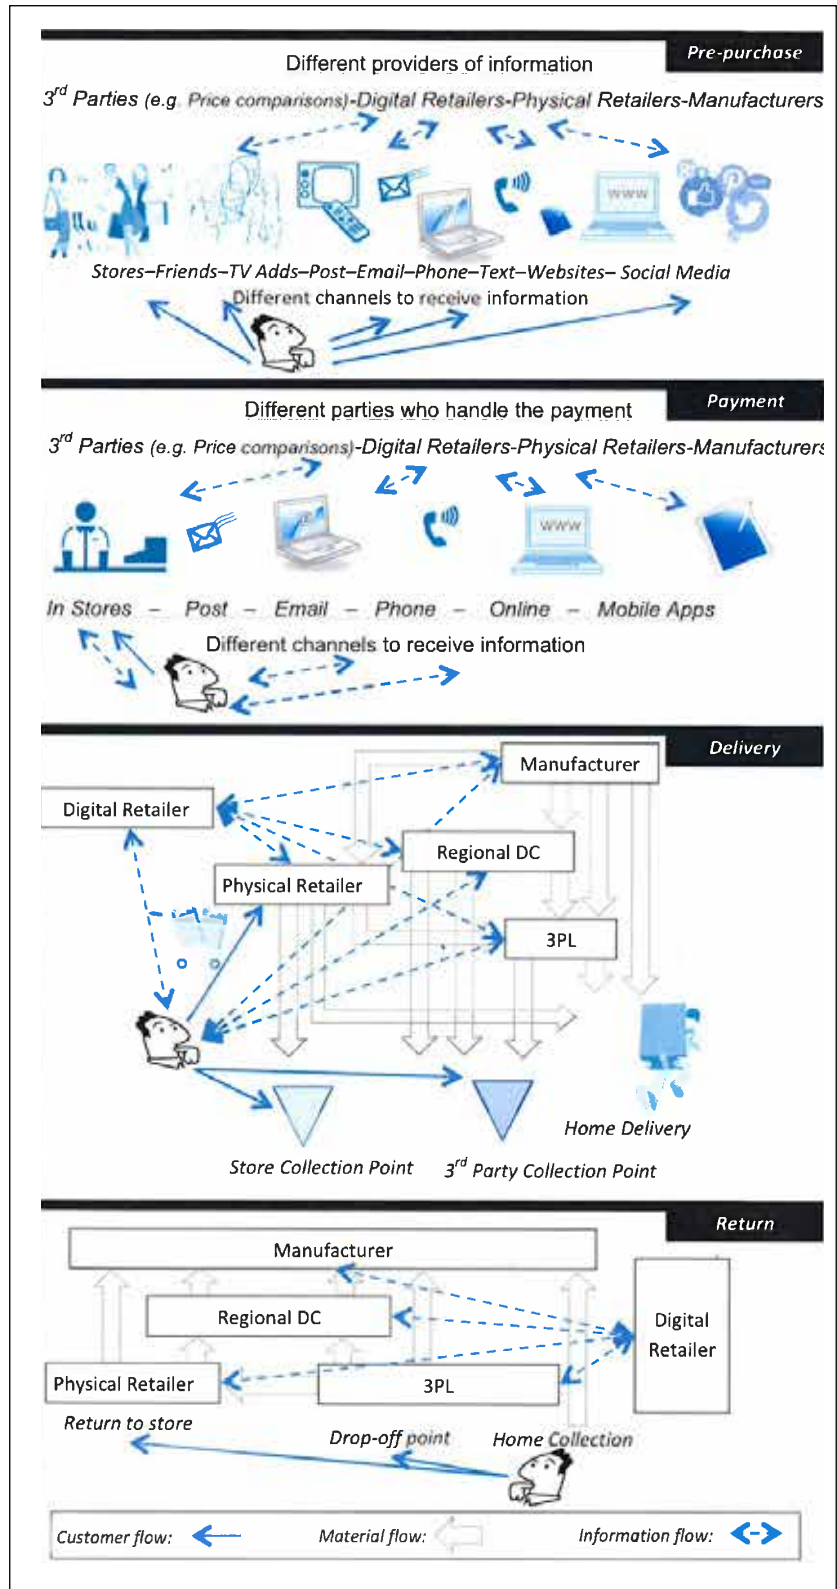 Pre-purchase
Different providers of information
3rd Parties (e.g. Price comparisons)-Digital Retailers-Physical Retailers-Manufacturers
WWW
Stores–Friends–TV Adds–Post–Email–Phone–Text–Websites– Social Media
Different channels to receive information
Payment
Different parties who handle the payment
3rd Parties (e.g. Price comparisons)-Digital Retailers-Physical Retailers-Manufacturers
WWW
In Stores – Post – Email – Phone – Online – Mobile Apps
Different channels to receive information
Delivery
Manufacturer
Digital Retailer
Regional DC
Physical Retailer
3PL
Home Delivery
Store Collection Point
3rd Party Collection Point
Return
Manufacturer
Regional DC
Digital
Retailer
Physical Retailer
3PL
Return to store
Drop-off point
Home Collection
Customer flow:
Material flow:
Information flow: